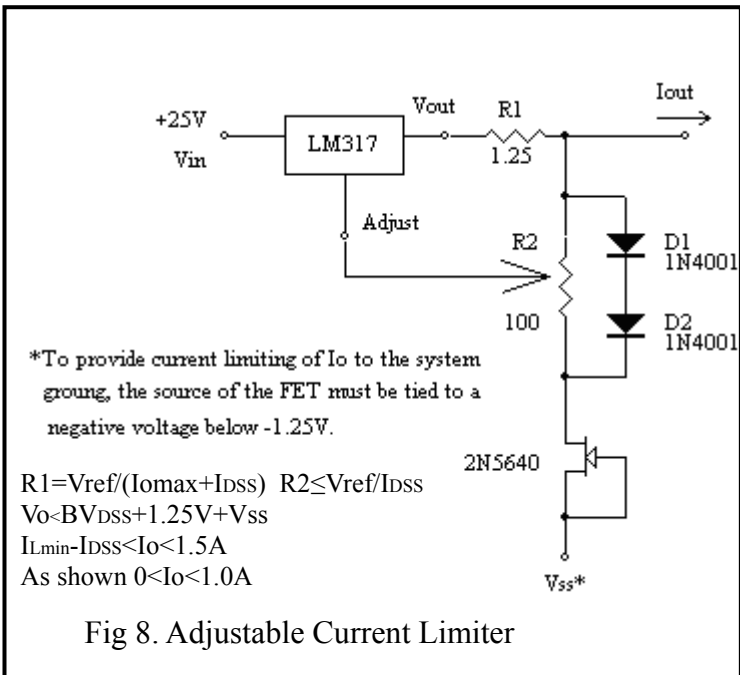 +25V
Vin
LM317
Vout
R1
1.25
Iout
Adjust
R2
100
D1
1N4001
D2
1N4001
*To provide current limiting of Io to the system
groung, the source of the FET must be tied to a
negative voltage below -1.25V.
2N5640
R1=Vref/(Iomax+IDSS) R2≤Vref/IDSS
Vo<BVDSS+1.25V+Vss
ILmin-IDSS<Io<1.5A
As shown 0<Io<1.0A
Vss*
Fig 8. Adjustable Current Limiter